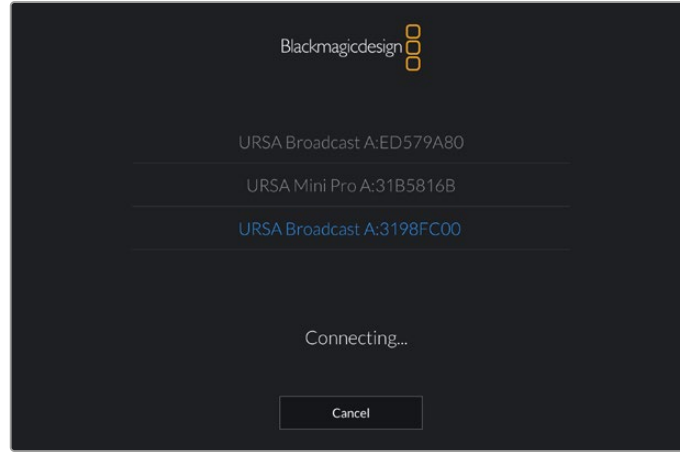 Blackmagicdesign
URSA Broadcast A:ED579A80
URSA Mini Pro A:31B5816B
URSA Broadcast A:3198FC00
Connecting...
Cancel